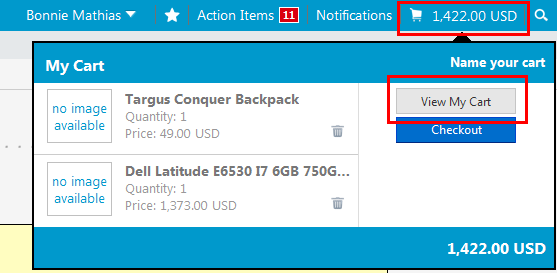 Bonnie Mathias Action Items 11 Notifications 1,422.00 USD
My Cart Name your cart
no image available
Targus Conquer Backpack
Quantity: 1
Price: 49.00 USD
View My Cart
Checkout
no image available
Dell Latitude E6530 I7 6GB 750G...
Quantity: 1
Price: 1,373.00 USD
1,422.00 USD